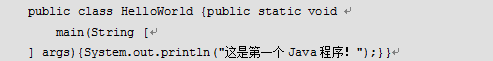 public class HelloWorld {public static void ↵
main(String [↵
] args){System.out.println("这是第一个 Java 程序! ");}}↵